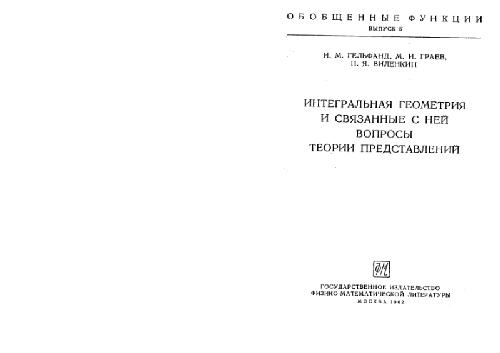 ОБОБЩЕННЫЕ ФУНКЦИИ
ВЫПУСК 5
И. М. ГЕЛЬФАНД, М. И. ГРАЕВ,
Н. Я. ВИЛЕНКИН
ИНТЕГРАЛЬНАЯ ГЕОМЕТРИЯ
И СВЯЗАННЫЕ С НЕЙ
ВОПРОСЫ
ТЕОРИИ ПРЕДСТАВЛЕНИЙ
ФМ
ГОСУДАРСТВЕННОЕ ИЗДАТЕЛЬСТВО
ФИЗИКО-МАТЕМАТИЧЕСКОЙ ЛИТЕРАТУРЫ
МОСКВА 1962